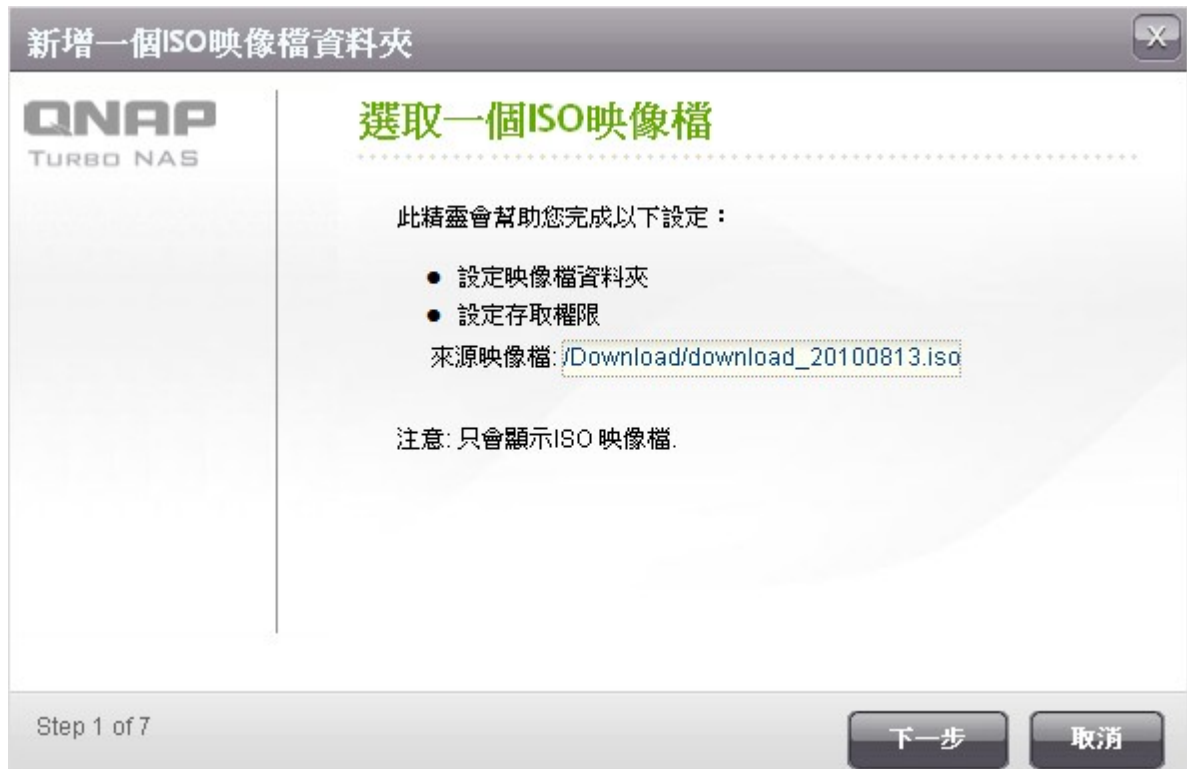 新增一個ISO映像檔資料夾
X
QNAP
TURBO NAS
選取一個ISO映像檔
此精靈會幫助您完成以下設定：
● 設定映像檔資料夾
● 設定存取權限
來源映像檔: /Download/download_20100813.iso
注意: 只會顯示ISO 映像檔.
Step 1 of 7
下一步
取消